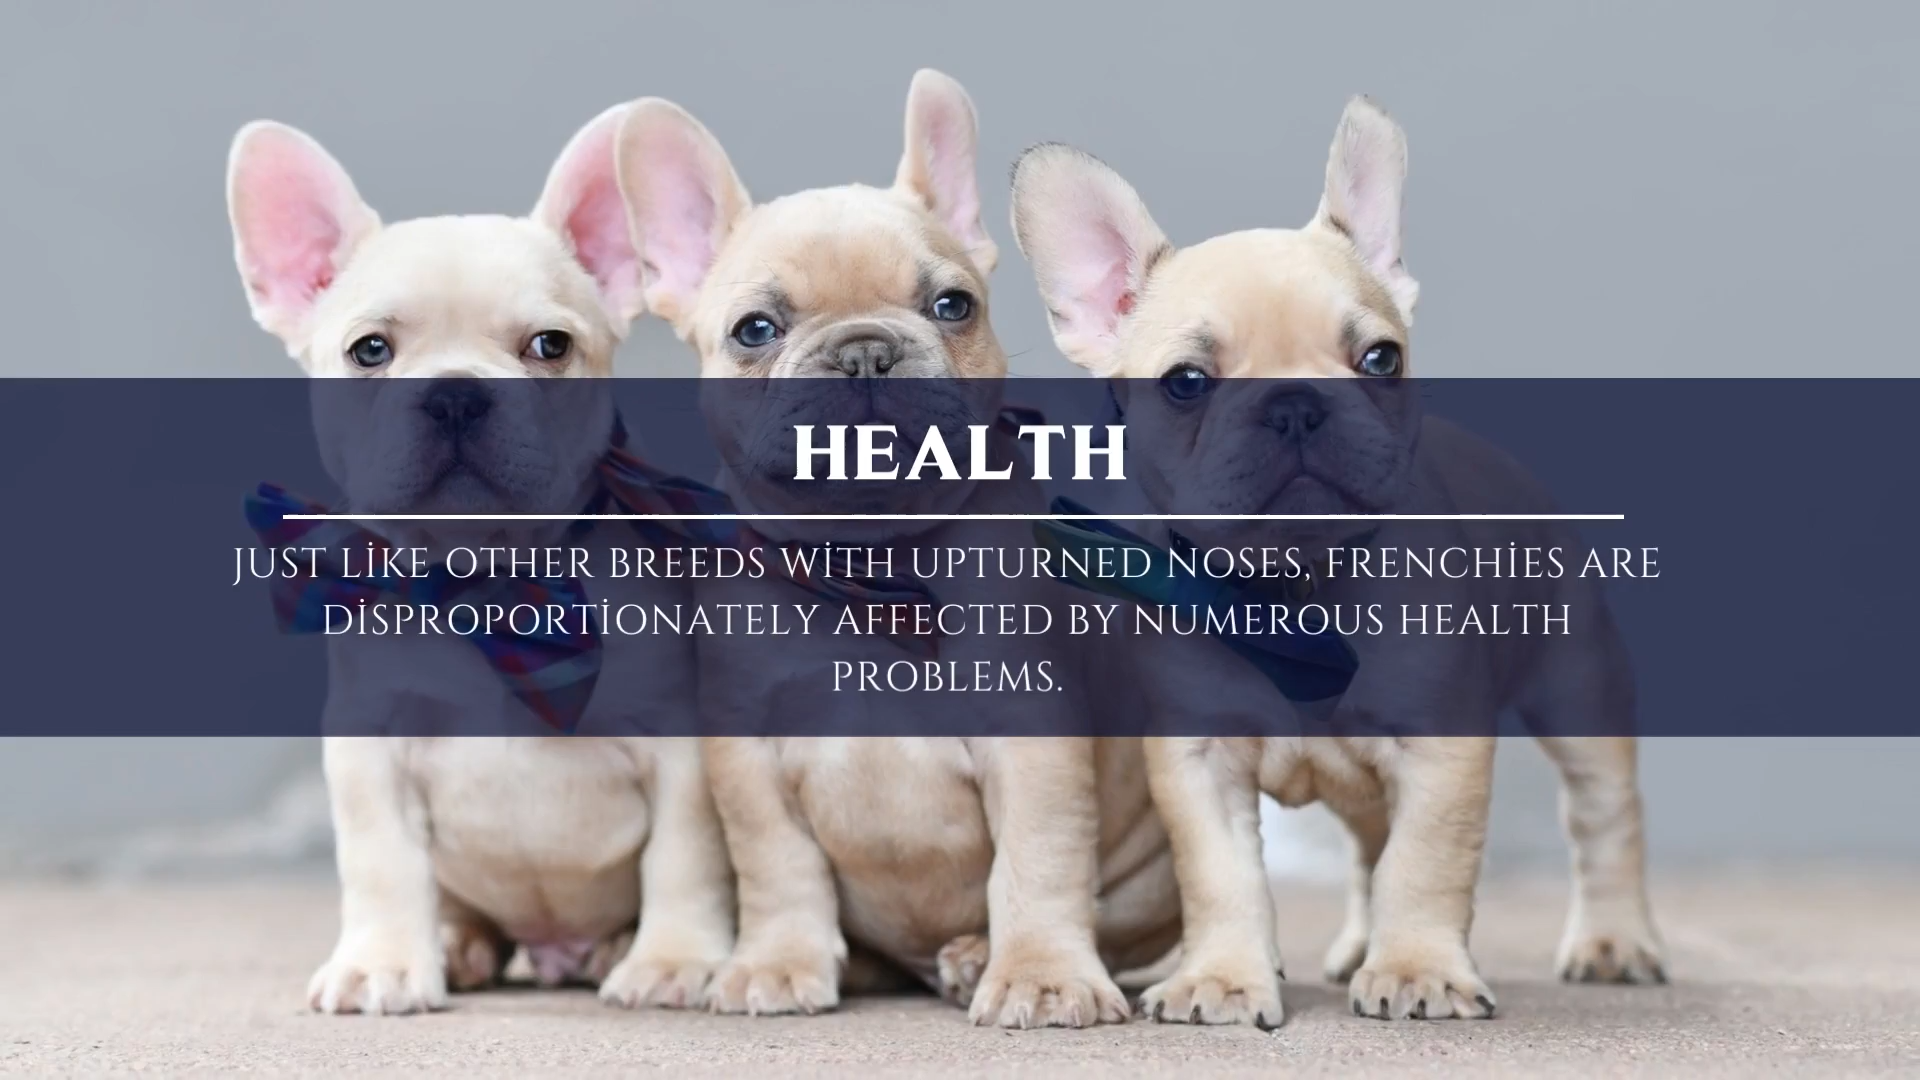 HEALTH
JUST LİKE OTHER BREEDS WİTH UPTURNED NOSES, FRENCHİES ARE
DİSPROPORTİONATELY AFFECTED BY NUMEROUS HEALTH
PROBLEMS.